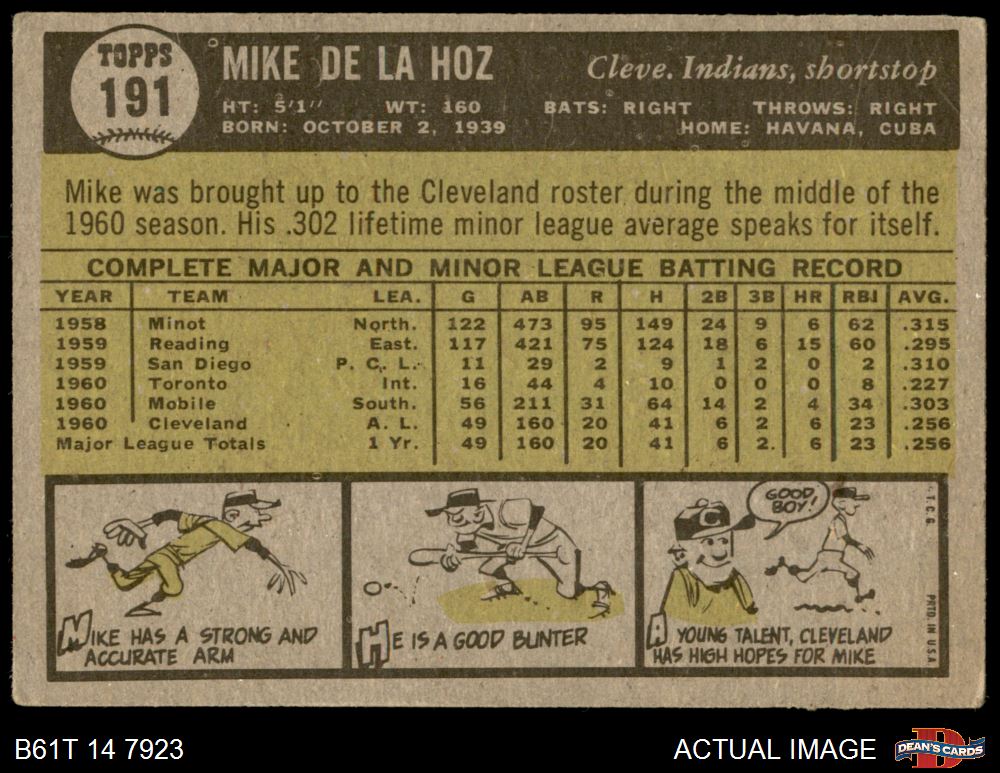 TOPPS
191
MIKE DE LA HOZ
Cleve. Indians, shortstop
HT: 5'1" WT: 160 BATS: RIGHT THROWS: RIGHT
BORN: OCTOBER 2, 1939 HOME: HAVANA, CUBA
Mike was brought up to the Cleveland roster during the middle of the
1960 season. His .302 lifetime minor league average speaks for itself.
COMPLETE MAJOR AND MINOR LEAGUE BATTING RECORD
YEAR TEAM LEA. G AB R H 2B 3B HR RBI AVG.
1958 Minot North. 122 473 95 149 24 9 6 62 .315
1959 Reading East. 117 421 75 124 18 6 15 60 .295
1959 San Diego P. C. L. 11 29 2 9 1 2 0 2 .310
1960 Toronto Int. 16 44 4 10 0 0 0 8 .227
1960 Mobile South. 56 211 31 64 14 2 4 34 .303
1960 Cleveland A. L. 49 160 20 41 6 2 6 23 .256
Major League Totals 1 Yr. 49 160 20 41 6 2. 6 23 .256
MIKE HAS A STRONG AND
ACCURATE ARM
HE IS A GOOD BUNTER
GOOD
BOY!
C
A YOUNG TALENT, CLEVELAND
HAS HIGH HOPES FOR MIKE
T.C.G.
PRTD. IN U.S.A.
B61T 14 7923
ACTUAL IMAGE
D
DEAN'S CARDS